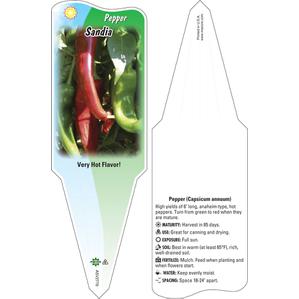 Pepper
Sandia
Very Hot Flavor!
Printed in U.S.A.
Pepper (Capsicum annuum)
High yields of 6" long, anaheim-type, hot
peppers. Turn from green to red when they
are mature.
MATURITY: Harvest in 85 days.
USE: Great for canning and drying.
EXPOSURE: Full sun.
SOIL: Best in warm (at least 65°F), rich,
well-drained soil.
FERTILIZE: Mulch. Feed when planting and
when flowers start.
WATER: Keep evenly moist.
SPACE: Space 18-24" apart.